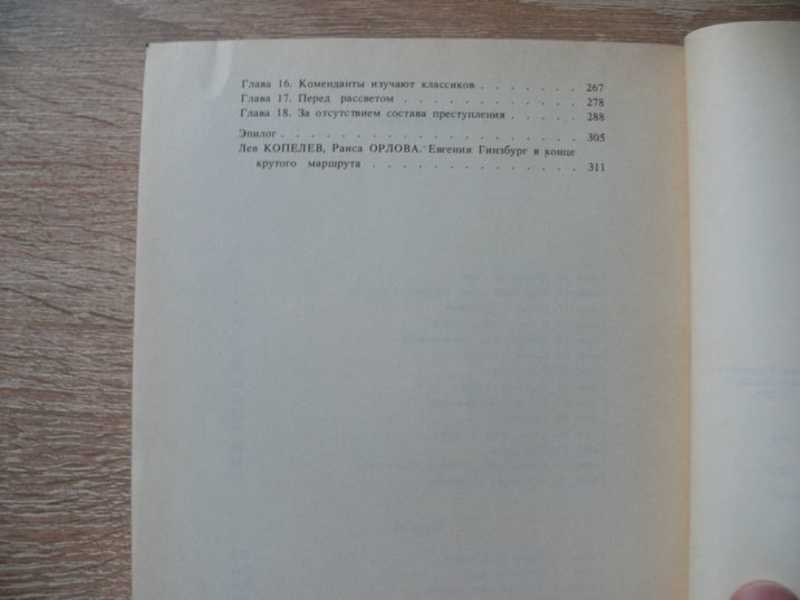 Глава 16. Коменданты изучают классиков . . . . . . . 267
Глава 17. Перед рассветом . . . . . . . . . . . . 278
Глава 18. За отсутствием состава преступления . . . . . 288
Эпилог . . . . . . . . . . . . . . . . . . . . 305
Лев КОПЕЛЕВ, Раиса ОРЛОВА. Евгения Гинзбург в конце
крутого маршрута . . . . . . . . . . . . . . 311